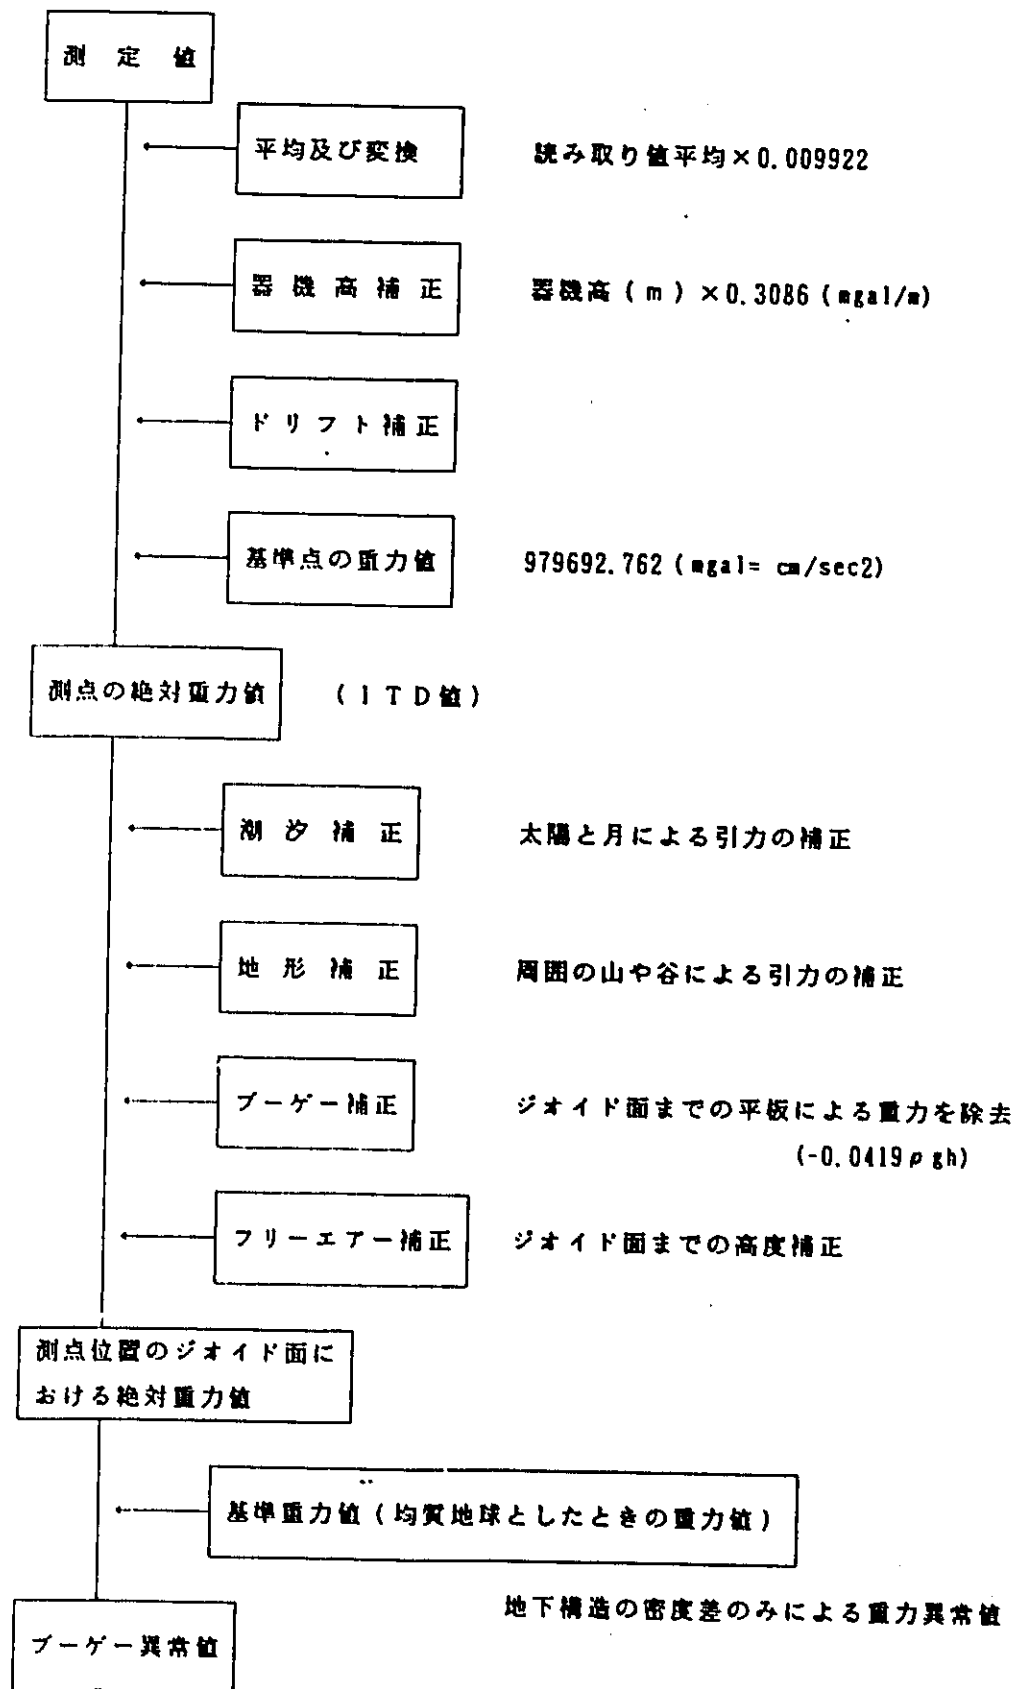 測定値
平均及び変換 読み取り値平均×0.009922
器機高補正 器機高(m)×0.3086(mgal/m)
ドリフト補正
基準点の重力値 979692.762(mgal= cm/sec2)
測点の絶対重力値 (ITD値)
潮汐補正 太陽と月による引力の補正
地形補正 周囲の山や谷による引力の補正
ブーゲー補正 ジオイド面までの平板による重力を除去
(-0.0419ρgh)
フリーエアー補正 ジオイド面までの高度補正
測点位置のジオイド面に
おける絶対重力値
基準重力値(均質地球としたときの重力値)
地下構造の密度差のみによる重力異常値
ブーゲー異常値